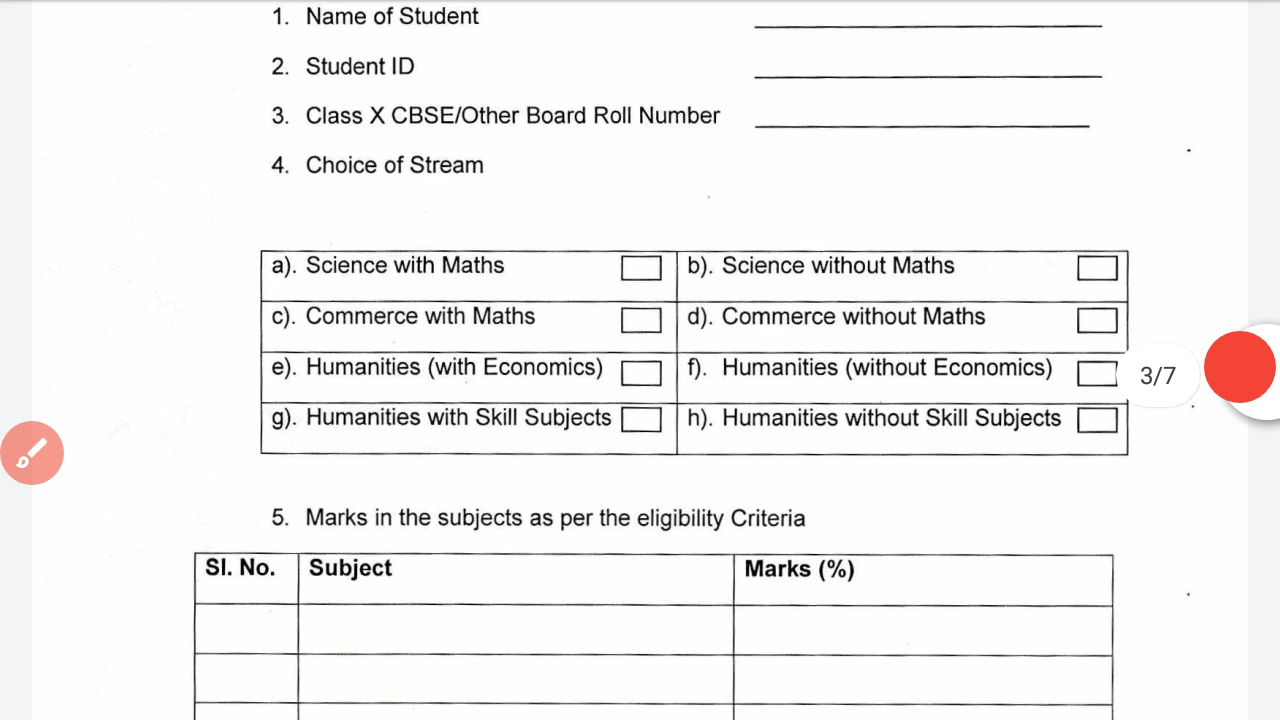 1. Name of Student
2. Student ID
3. Class X CBSE/Other Board Roll Number
4. Choice of Stream
a). Science with Maths b). Science without Maths
c). Commerce with Maths d). Commerce without Maths
e). Humanities (with Economics) f). Humanities (without Economics)
3/7
g). Humanities with Skill Subjects h). Humanities without Skill Subjects
5. Marks in the subjects as per the eligibility Criteria
Sl. No. Subject Marks (%)